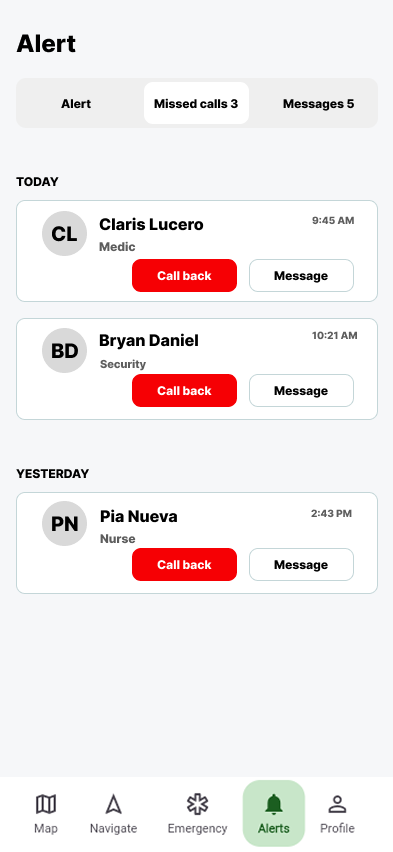 Alert
Alert Missed calls 3 Messages 5
TODAY
CL Claris Lucero 9:45 AM
Medic
Call back Message
BD Bryan Daniel 10:21 AM
Security
Call back Message
YESTERDAY
PN Pia Nueva 2:43 PM
Nurse
Call back Message
Map Navigate Emergency Alerts Profile